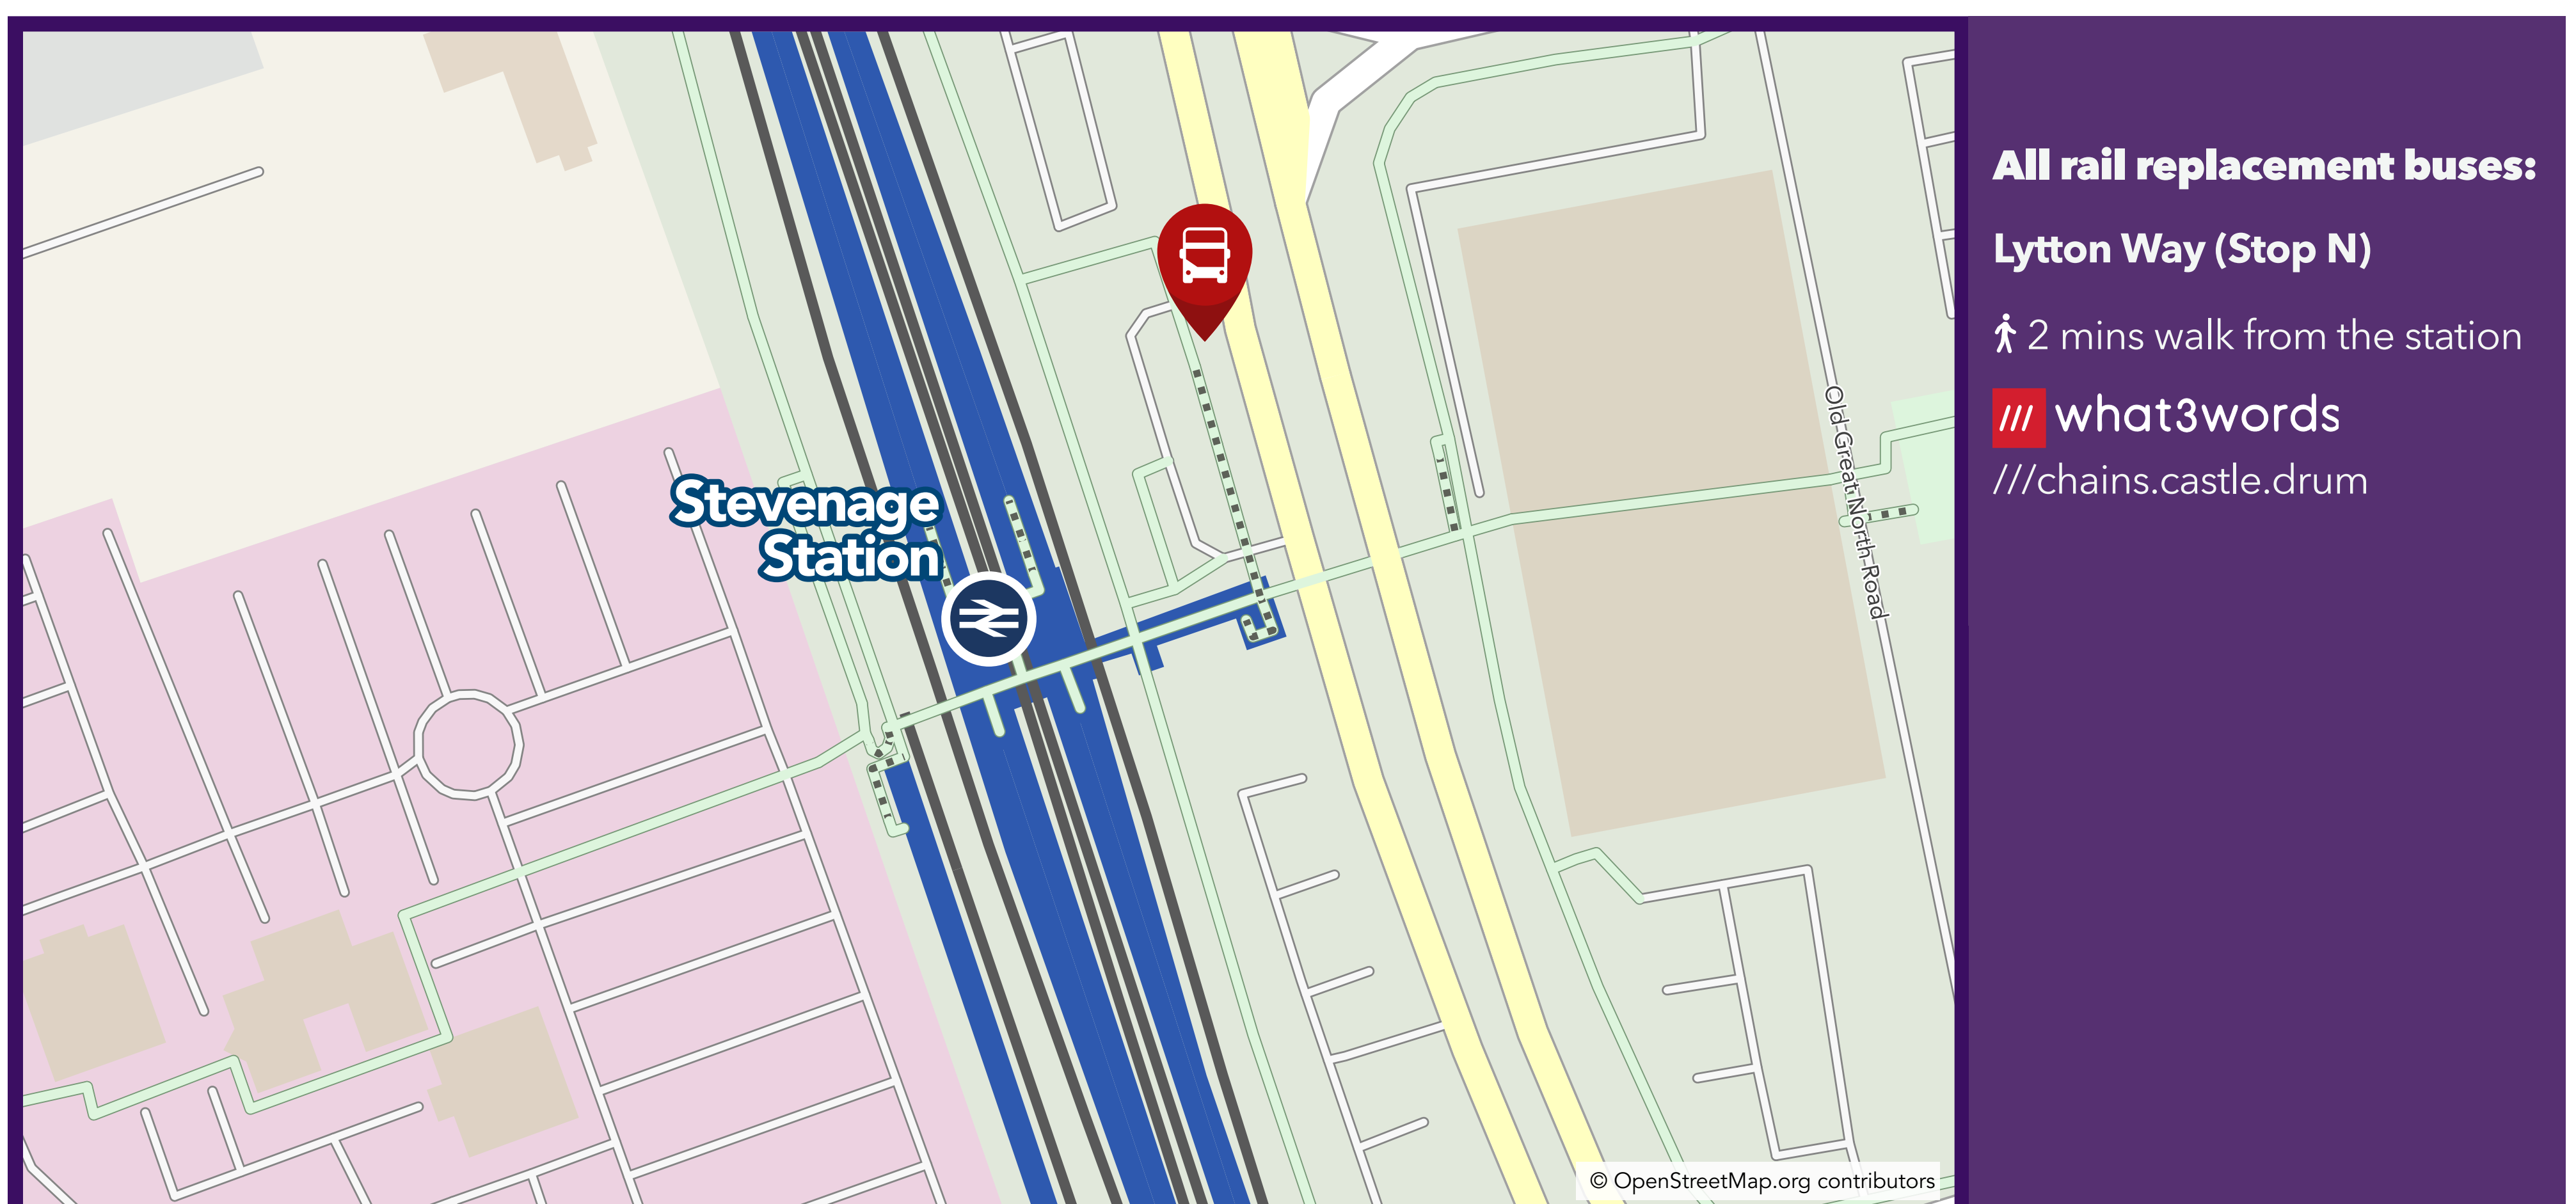 Stevenage
Station
Old Great North Road
© OpenStreetMap.org contributors
All rail replacement buses:
Lytton Way (Stop N)
2 mins walk from the station
/// what3words
///chains.castle.drum